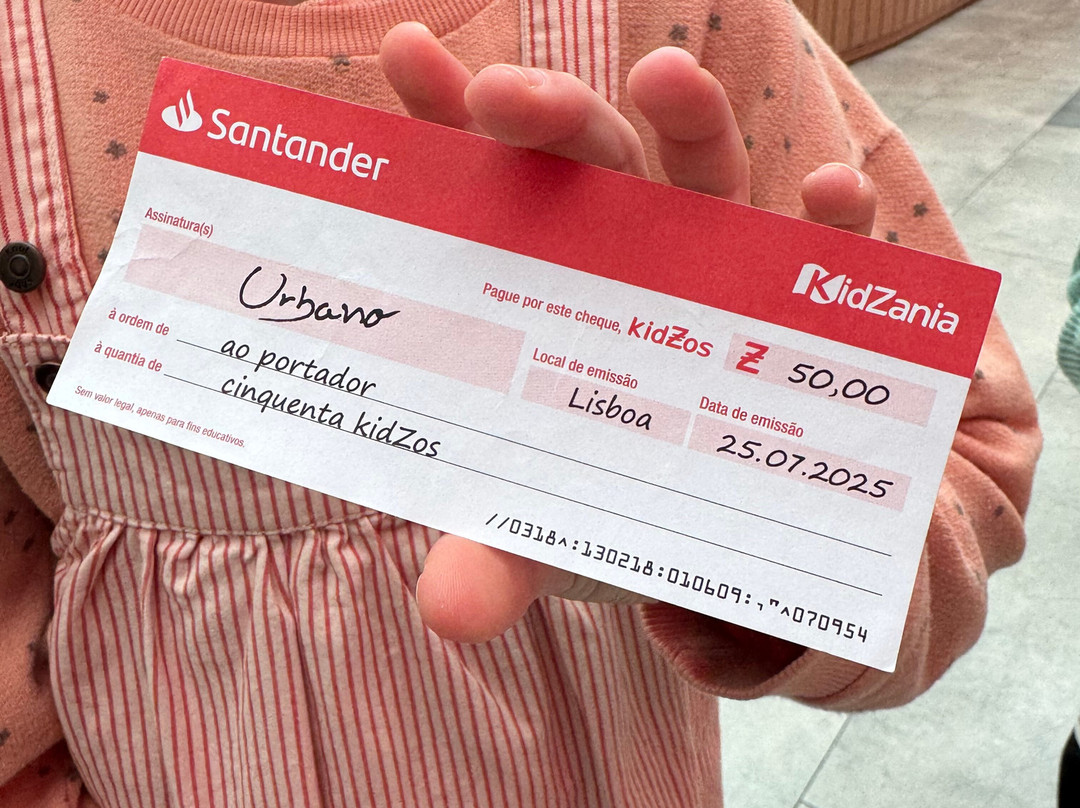 Santander
KidZania
Assinatura(s)
Urbano
Pague por este cheque, kidZos Ƶ 50,00
Local de emissão
Lisboa
Data de emissão
25.07.2025
à ordem de ao portador
à quantia de cinquenta kidZos
Sem valor legal, apenas para fins educativos.
//0318^:130218:010609:,"^070954